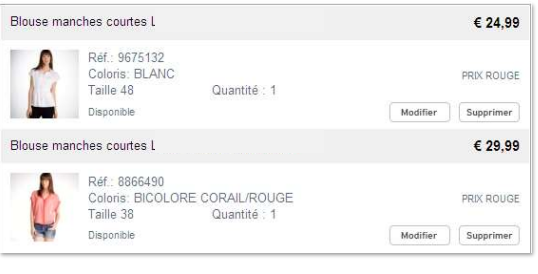 Blouse manches courtes L € 24,99
Réf.: 9675132
Coloris: BLANC PRIX ROUGE
Taille 48 Quantité : 1
Disponible Modifier Supprimer
Blouse manches courtes L € 29,99
Réf.: 8866490
Coloris: BICOLORE CORAIL/ROUGE PRIX ROUGE
Taille 38 Quantité : 1
Disponible Modifier Supprimer